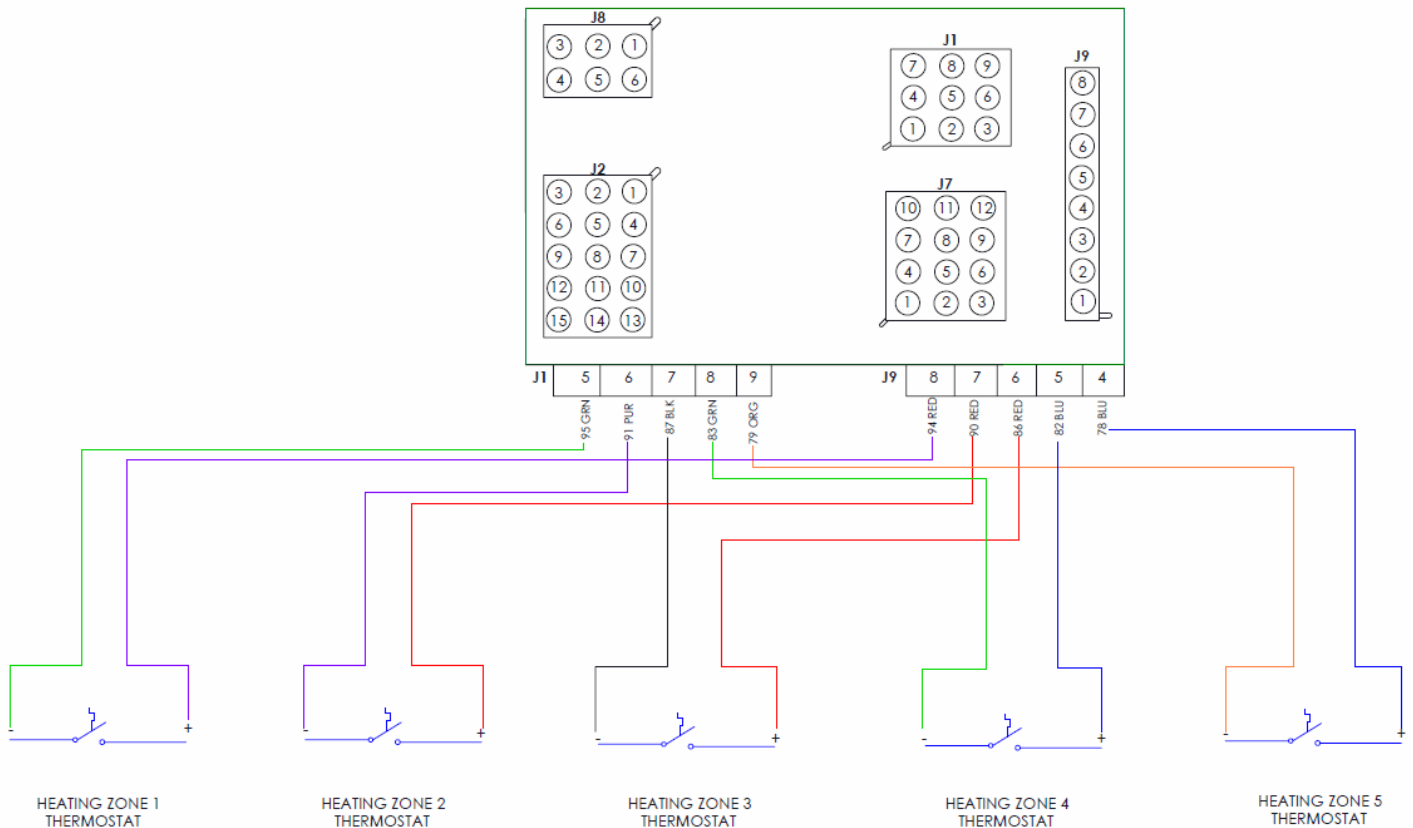 J8
3 2 1
4 5 6
J1
7 8 9
4 5 6
1 2 3
J9
8
7
6
5
4
3
2
1
J2
3 2 1
6 5 4
9 8 7
12 11 10
15 14 13
J7
10 11 12
7 8 9
4 5 6
1 2 3
J1 5 6 7 8 9
J9 8 7 6 5 4
95 GRN
91 PUR
87 BLK
83 GRN
79 ORG
94 RED
90 RED
86 RED
82 BLU
78 BLU
- +
- +
- +
- +
- +
HEATING ZONE 1
THERMOSTAT
HEATING ZONE 2
THERMOSTAT
HEATING ZONE 3
THERMOSTAT
HEATING ZONE 4
THERMOSTAT
HEATING ZONE 5
THERMOSTAT